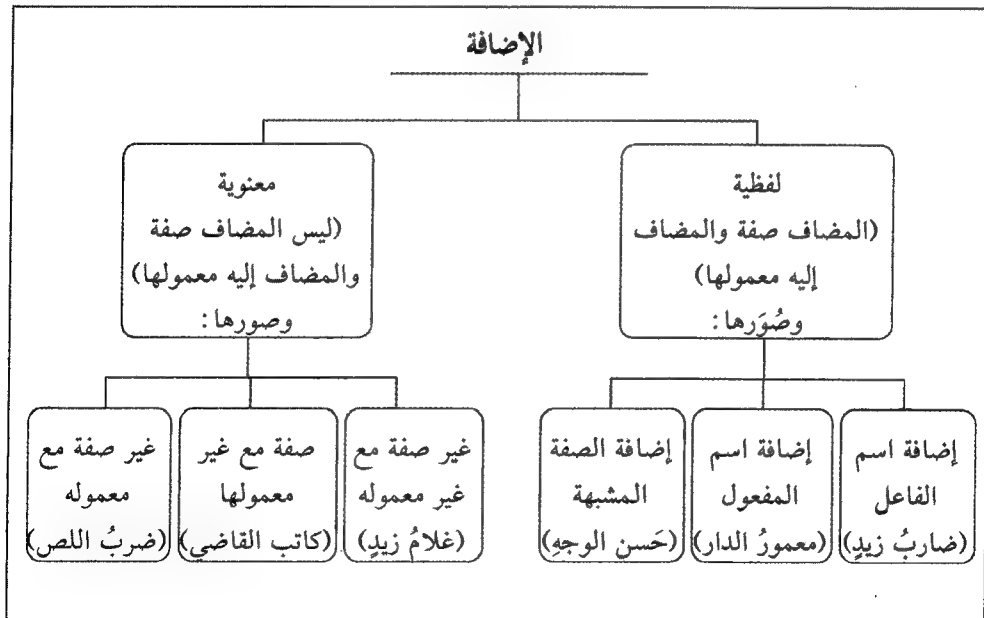 الإضافة
لفظية
(المضاف صفة والمضاف
إليه معمولها)
وصُوَرها:
معنوية
(ليس المضاف صفة
والمضاف إليه معمولها)
وصورها:
إضافة اسم
الفاعل
(ضاربُ زيدٍ)
إضافة اسم
المفعول
(معمورُ الدار)
إضافة الصفة
المشبهة
(حَسن الوجهِ)
غير صفة مع
غير معموله
(غلامُ زيدٍ)
صفة مع غير
معمولها
(كاتب القاضي)
غير صفة مع
معموله
(ضربُ اللص)